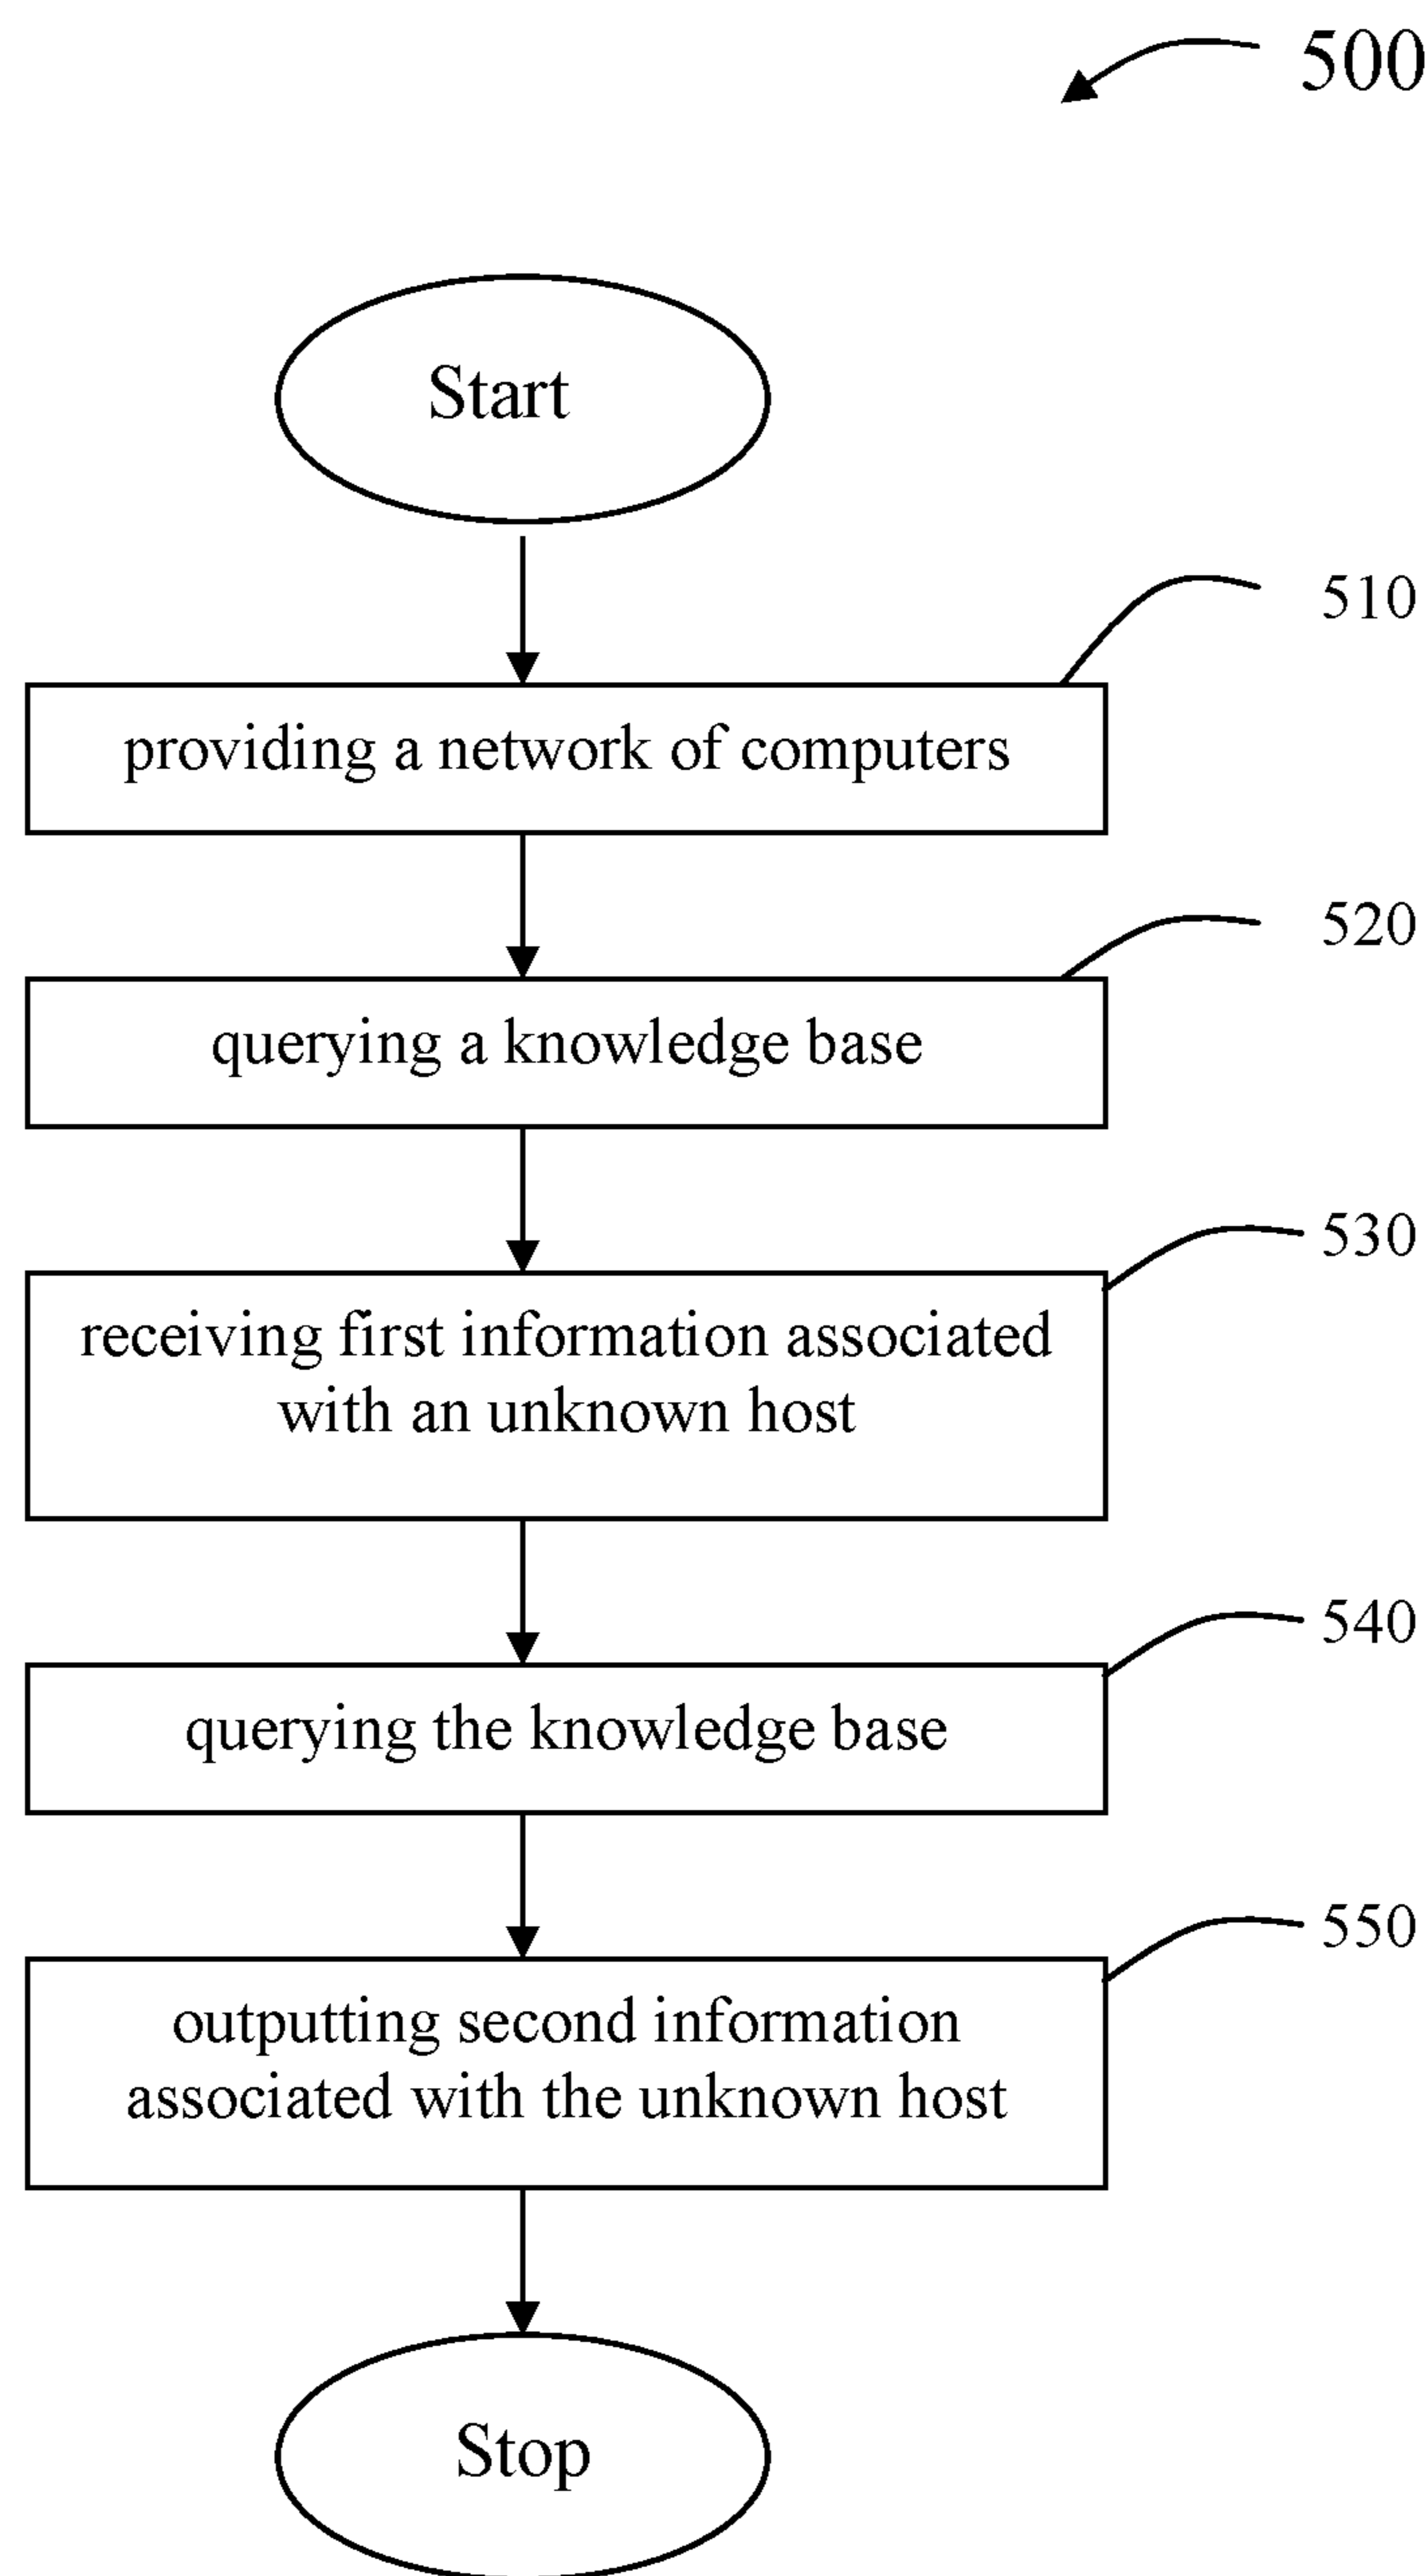 500
Start
510
providing a network of computers
520
querying a knowledge base
530
receiving first information associated
with an unknown host
540
querying the knowledge base
550
outputting second information
associated with the unknown host
Stop